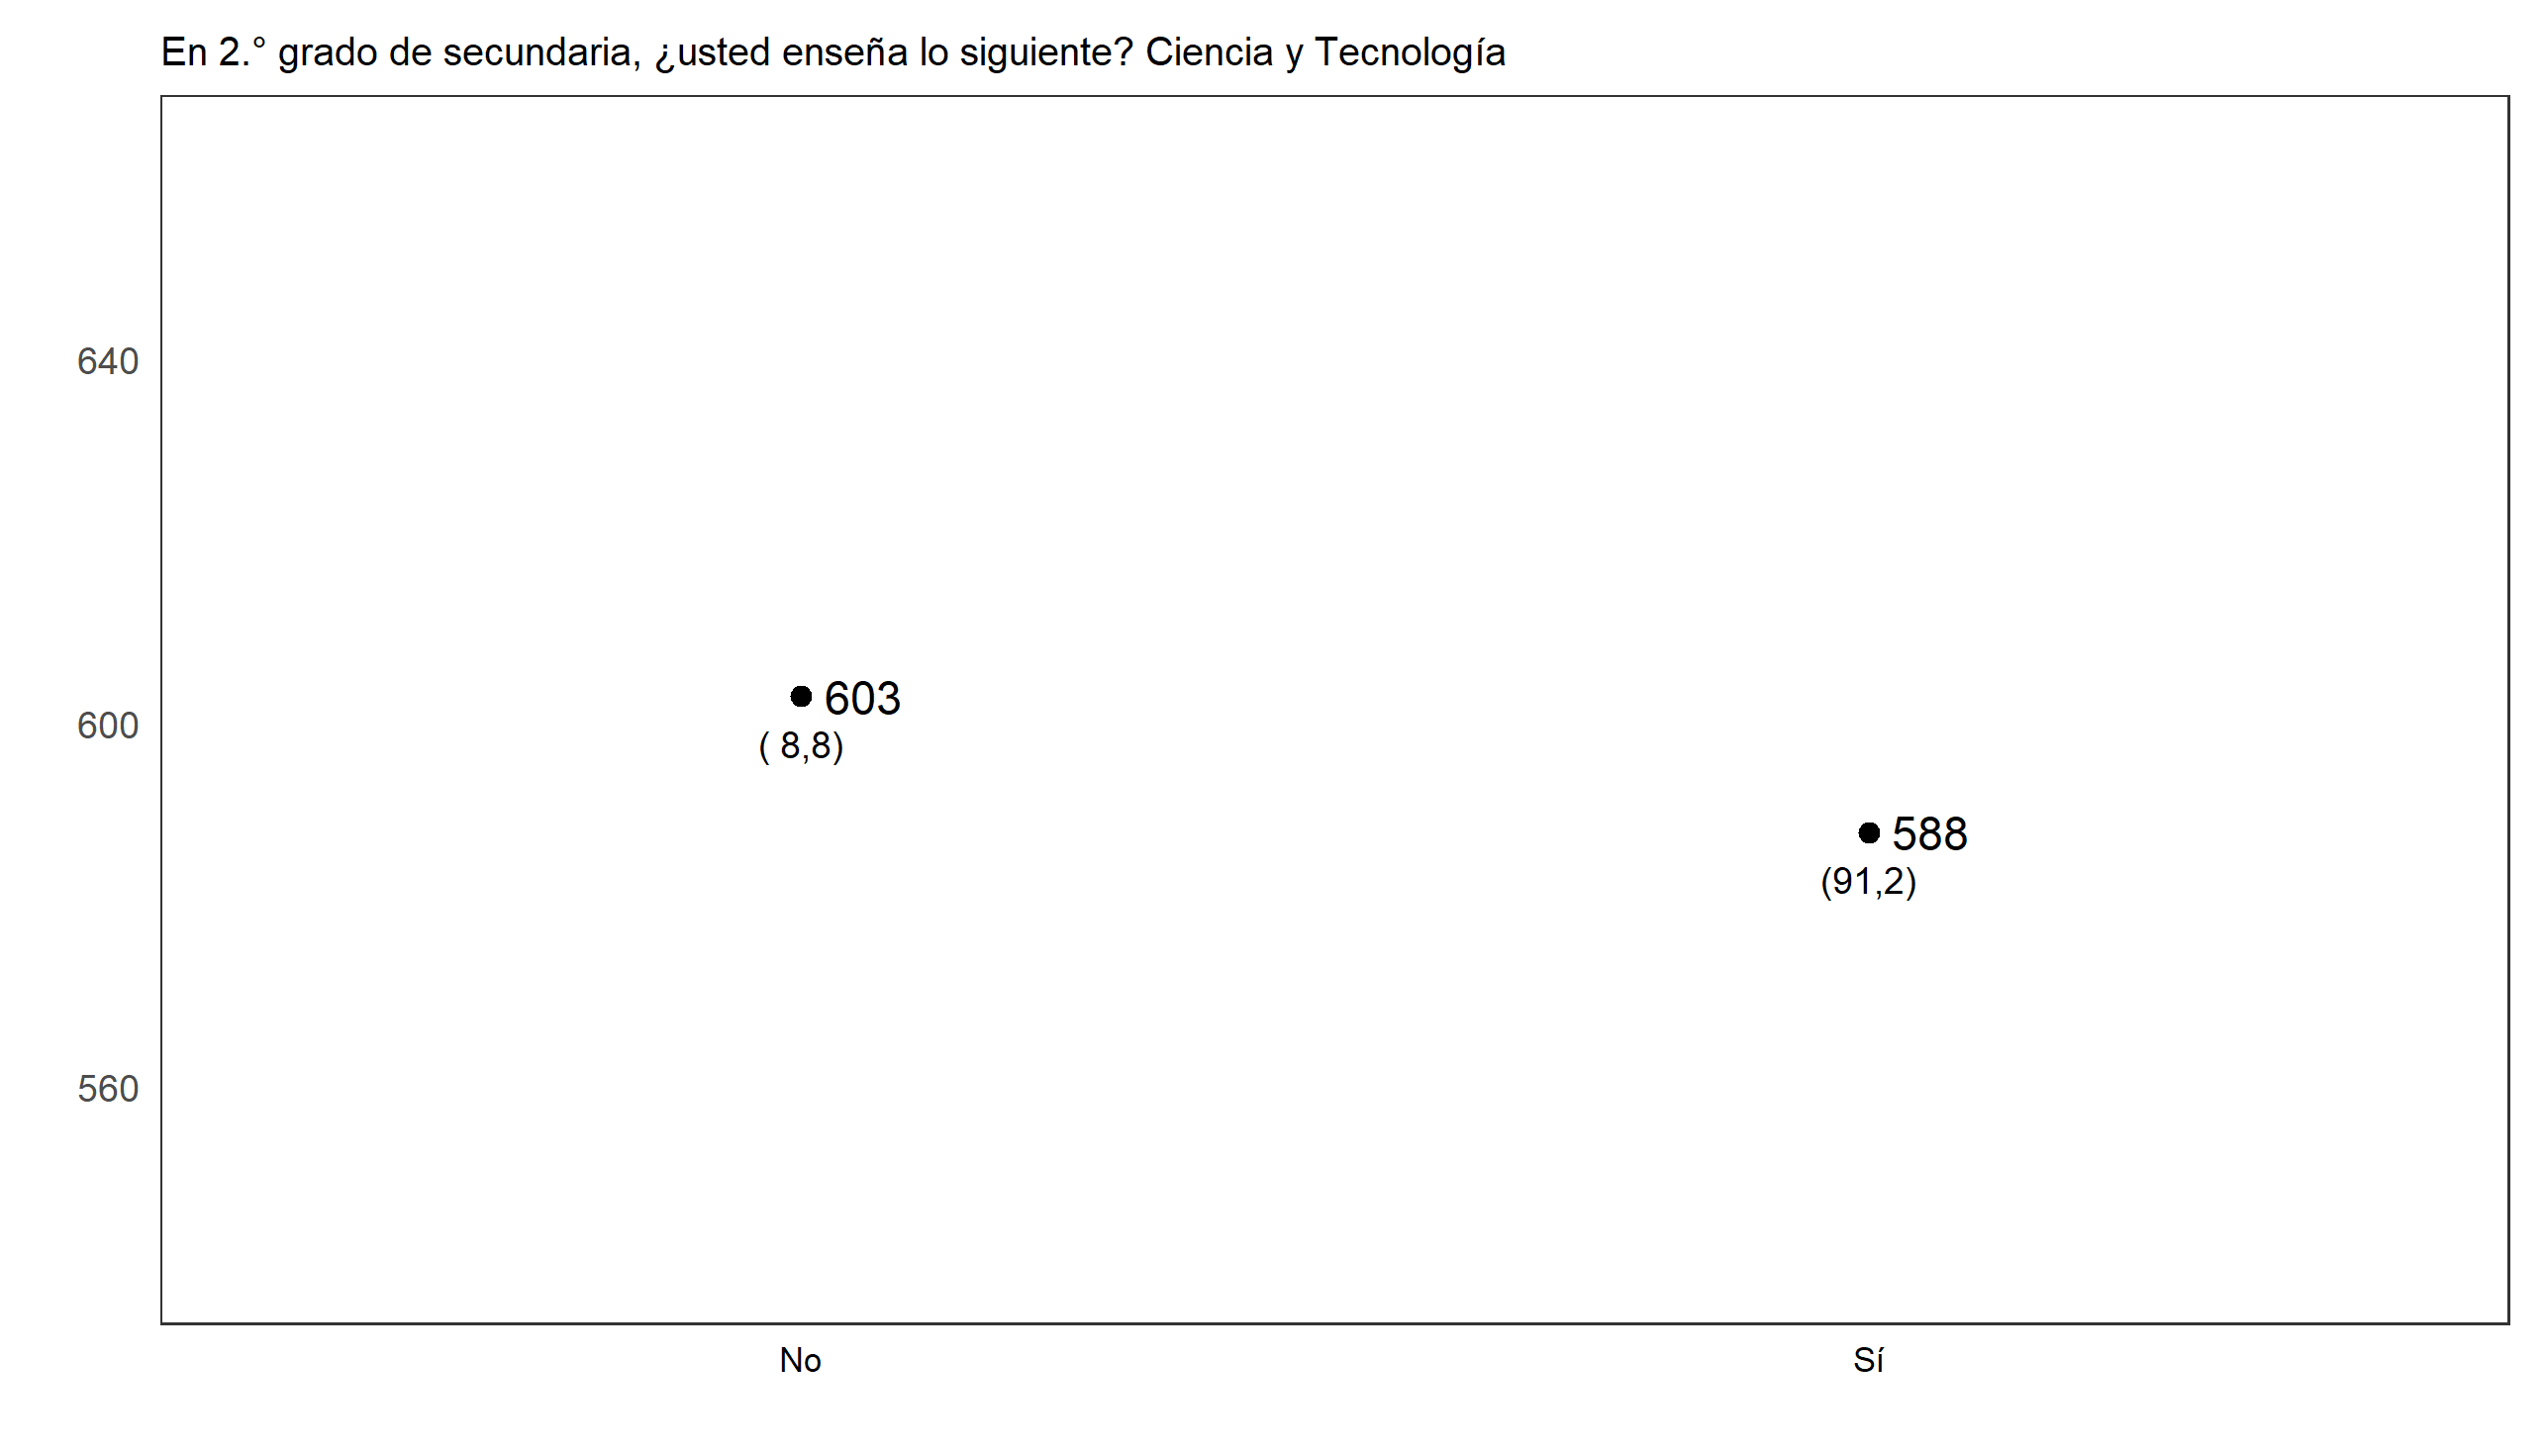 En 2.° grado de secundaria, ¿usted enseña lo siguiente? Ciencia y Tecnología
640
600
560
603
( 8,8)
588
(91,2)
No
Sí